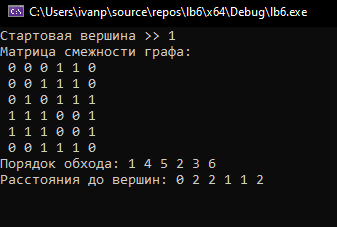 C:\Users\ivanp\source\repos\lb6\x64\Debug\lb6.exe
Стартовая вершина >> 1
Матрица смежности графа:
0 0 0 1 1 0
0 0 1 1 1 0
0 1 0 1 1 1
1 1 1 0 0 1
1 1 1 0 0 1
0 0 1 1 1 0
Порядок обхода: 1 4 5 2 3 6
Расстояния до вершин: 0 2 2 1 1 2